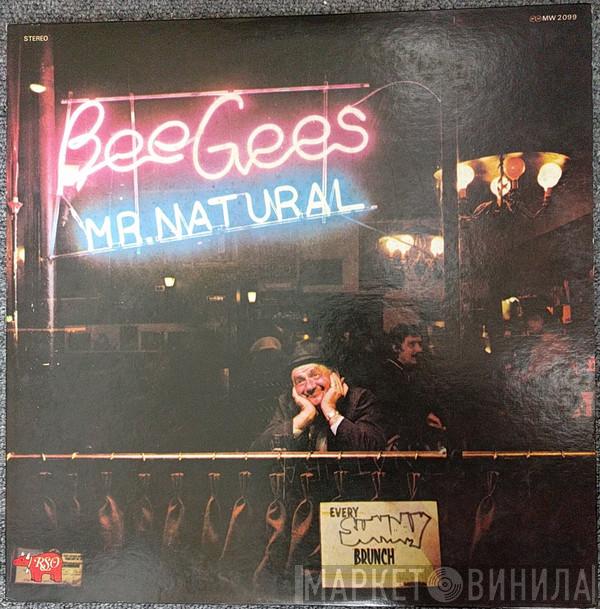 STEREO
MW 2099
Bee Gees
MR. NATURAL
EVERY
SUNDAY
BRUNCH
RSO
МАРКЕТ ВИНИЛА